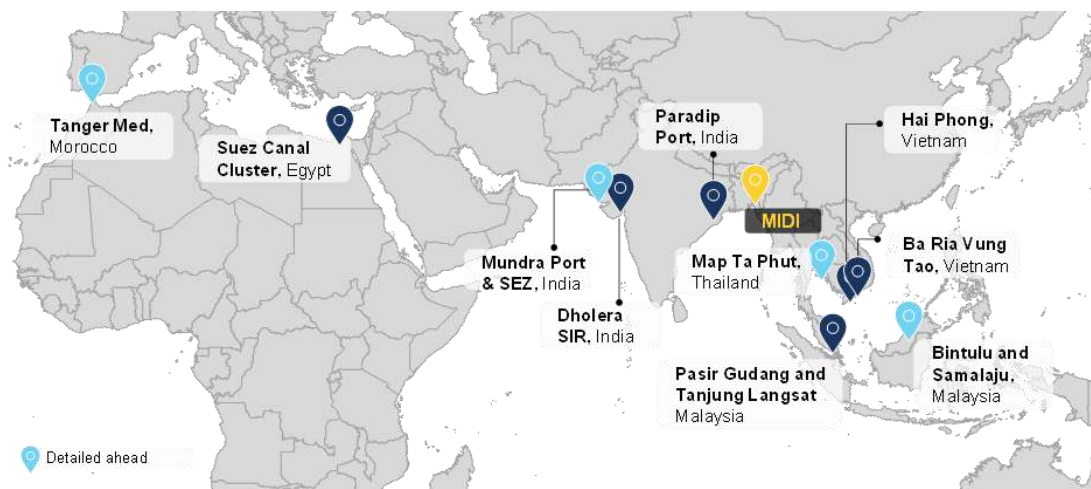 Tanger Med,
Morocco
Suez Canal
Cluster, Egypt
Mundra Port
& SEZ, India
Dholera
SIR, India
Paradip
Port, India
MIDI
Map Ta Phut,
Thailand
Hai Phong,
Vietnam
Ba Ria Vung
Tao, Vietnam
Pasir Gudang and
Tanjung Langsat
Malaysia
Bintulu and
Samalaju,
Malaysia
Detailed ahead